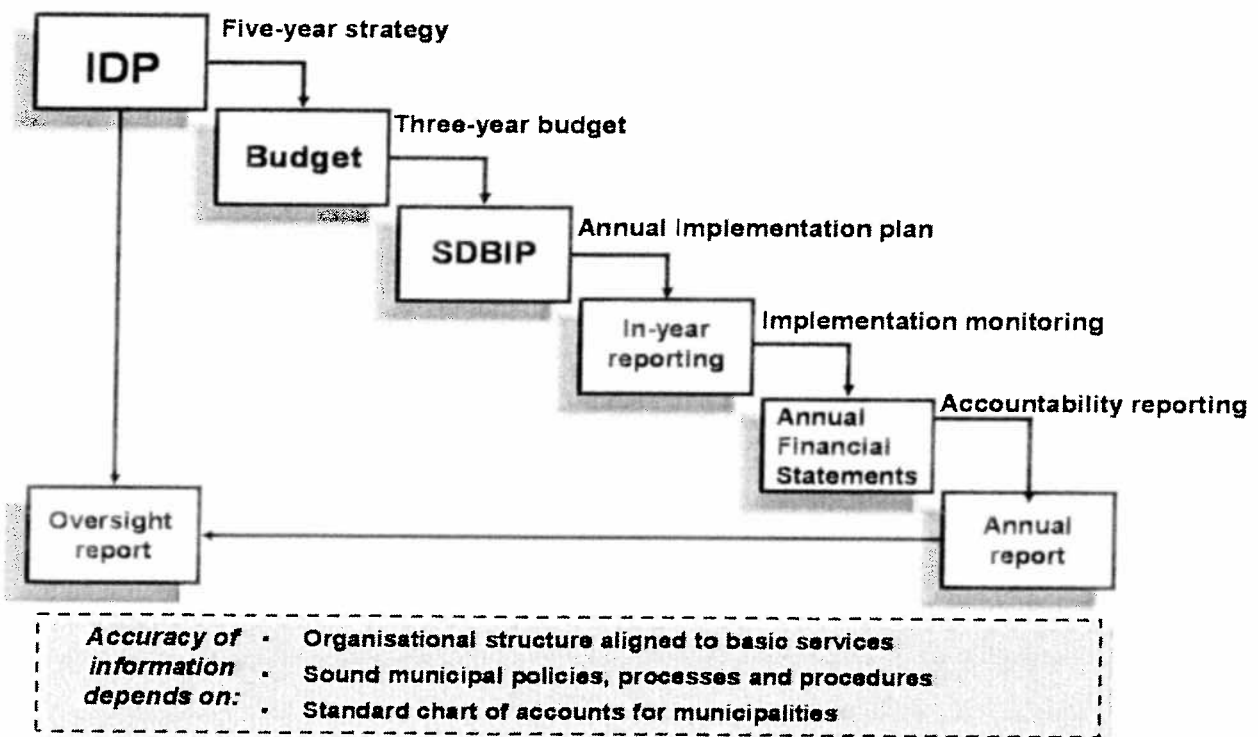 Five-year strategy
IDP
Three-year budget
Budget
Annual Implementation plan
SDBIP
Implementation monitoring
In-year
reporting
Accountability reporting
Annual
Financial
Statements
Oversight
report
Annual
report
Accuracy of
information
depends on:
• Organisational structure aligned to basic services
• Sound municipal policies, processes and procedures
• Standard chart of accounts for municipalities